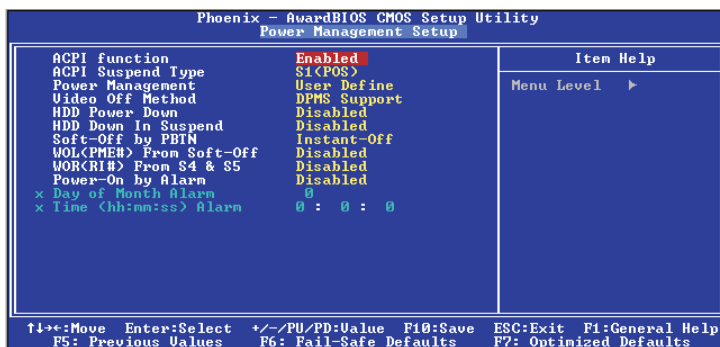 Phoenix - AwardBIOS CMOS Setup Utility
Power Management Setup
ACPI function Enabled
ACPI Suspend Type S1(POS)
Power Management User Define
Video Off Method DPMS Support
HDD Power Down Disabled
HDD Down In Suspend Disabled
Soft-Off by PBTN Instant-Off
WOL(PME#) From Soft-Off Disabled
WOR(RI#) From S4 & S5 Disabled
Power-On by Alarm Disabled
x Day of Month Alarm 0
x Time (hh:mm:ss) Alarm 0 : 0 : 0
Item Help
Menu Level ▶
↑↓→←:Move Enter:Select +/-/PU/PD:Value F10:Save ESC:Exit F1:General Help
F5: Previous Values F6: Fail-Safe Defaults F7: Optimized Defaults